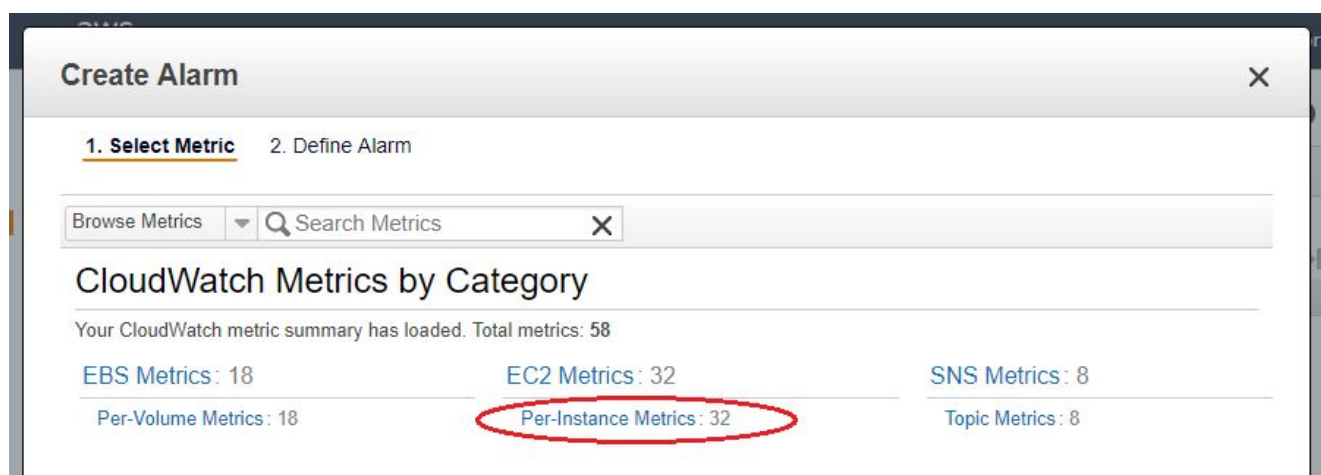 Create Alarm
1. Select Metric 2. Define Alarm
Browse Metrics Search Metrics
CloudWatch Metrics by Category
Your CloudWatch metric summary has loaded. Total metrics: 58
EBS Metrics : 18 EC2 Metrics : 32 SNS Metrics : 8
Per-Volume Metrics : 18 Per-Instance Metrics : 32 Topic Metrics : 8